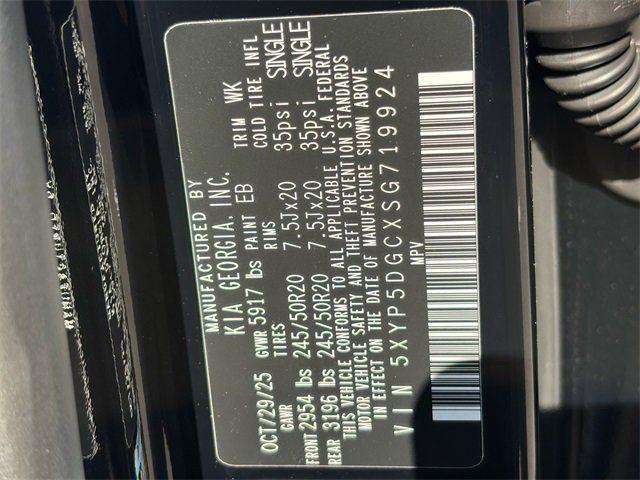 MANUFACTURED BY
KIA GEORGIA, INC.
OCT/29/25 GVWR 5917 lbs PAINT EB TRIM WK
GAWR TIRES RIMS COLD TIRE INFL
FRONT 2954 lbs 245/50R20 7.5Jx20 35psi SINGLE
REAR 3196 lbs 245/50R20 7.5Jx20 35psi SINGLE
THIS VEHICLE CONFORMS TO ALL APPLICABLE U.S.A. FEDERAL
MOTOR VEHICLE SAFETY AND THEFT PREVENTION STANDARDS
IN EFFECT ON THE DATE OF MANUFACTURE SHOWN ABOVE
VIN 5XYP5DGCXSG719924
MPV